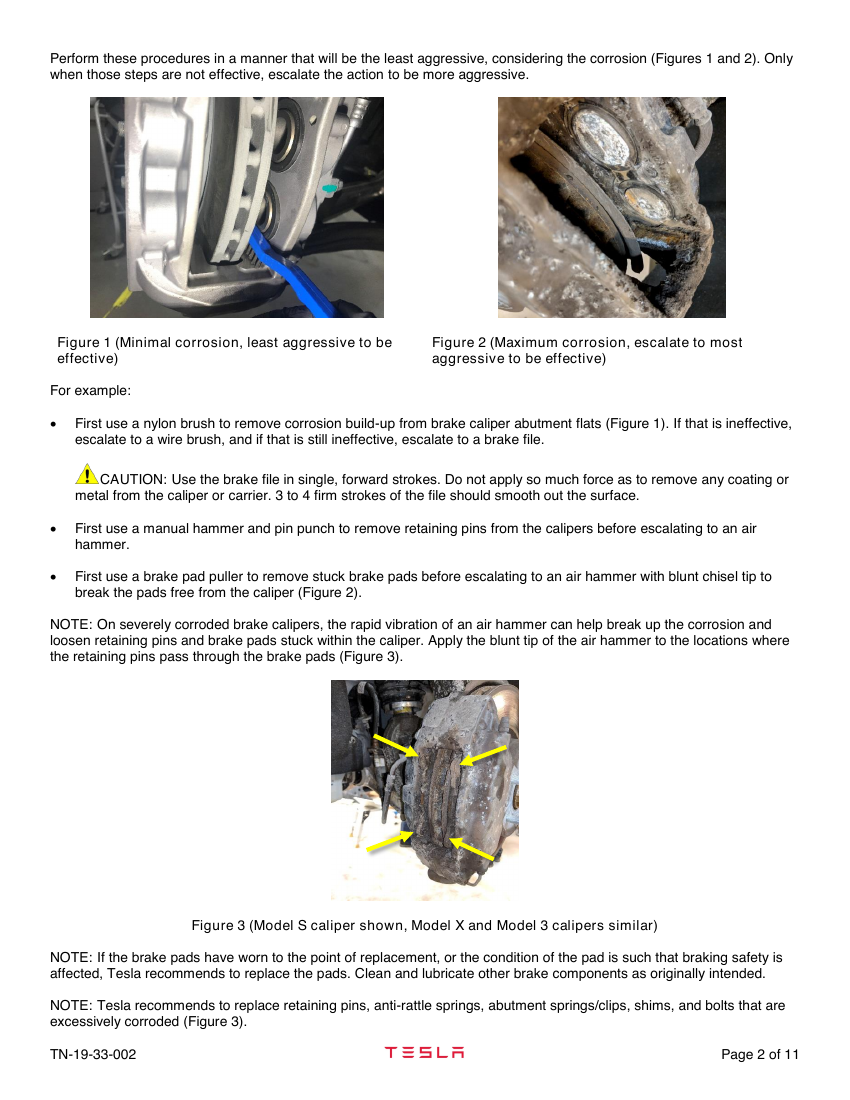 Perform these procedures in a manner that will be the least aggressive, considering the corrosion (Figures 1 and 2). Only
when those steps are not effective, escalate the action to be more aggressive.
Figure 1 (Minimal corrosion, least aggressive to be
effective)
Figure 2 (Maximum corrosion, escalate to most
aggressive to be effective)
For example:
• First use a nylon brush to remove corrosion build-up from brake caliper abutment flats (Figure 1). If that is ineffective,
escalate to a wire brush, and if that is still ineffective, escalate to a brake file.
CAUTION: Use the brake file in single, forward strokes. Do not apply so much force as to remove any coating or
metal from the caliper or carrier. 3 to 4 firm strokes of the file should smooth out the surface.
• First use a manual hammer and pin punch to remove retaining pins from the calipers before escalating to an air
hammer.
• First use a brake pad puller to remove stuck brake pads before escalating to an air hammer with blunt chisel tip to
break the pads free from the caliper (Figure 2).
NOTE: On severely corroded brake calipers, the rapid vibration of an air hammer can help break up the corrosion and
loosen retaining pins and brake pads stuck within the caliper. Apply the blunt tip of the air hammer to the locations where
the retaining pins pass through the brake pads (Figure 3).
Figure 3 (Model S caliper shown, Model X and Model 3 calipers similar)
NOTE: If the brake pads have worn to the point of replacement, or the condition of the pad is such that braking safety is
affected, Tesla recommends to replace the pads. Clean and lubricate other brake components as originally intended.
NOTE: Tesla recommends to replace retaining pins, anti-rattle springs, abutment springs/clips, shims, and bolts that are
excessively corroded (Figure 3).
TN-19-33-002
TESLA
Page 2 of 11